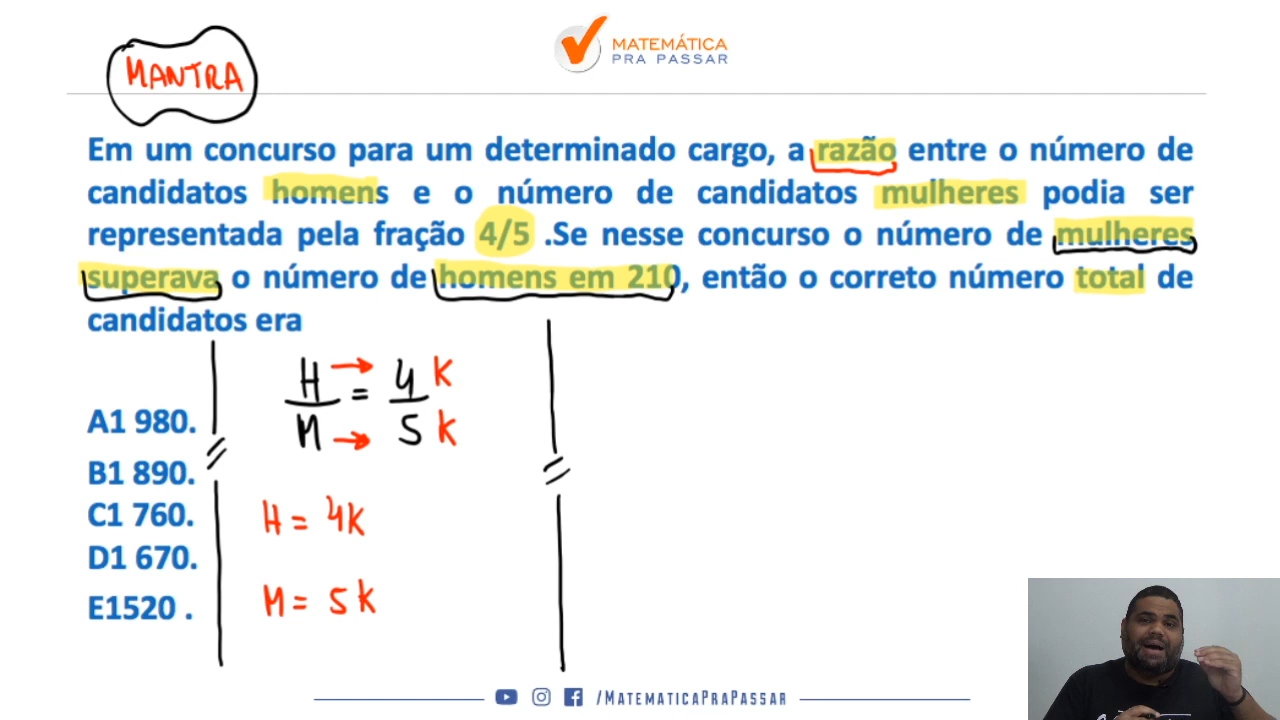 MANTRA
MATEMÁTICA
PRA PASSAR
Em um concurso para um determinado cargo, a razão entre o número de
candidatos homens e o número de candidatos mulheres podia ser
representada pela fração 4/5 .Se nesse concurso o número de mulheres
superava o número de homens em 210, então o correto número total de
candidatos era
H = 4 K
M 5 K
A1 980.
B1 890.
C1 760.
D1 670.
E1520 .
H = 4K
M = 5K
/MATEMATICAPRAPASSAR